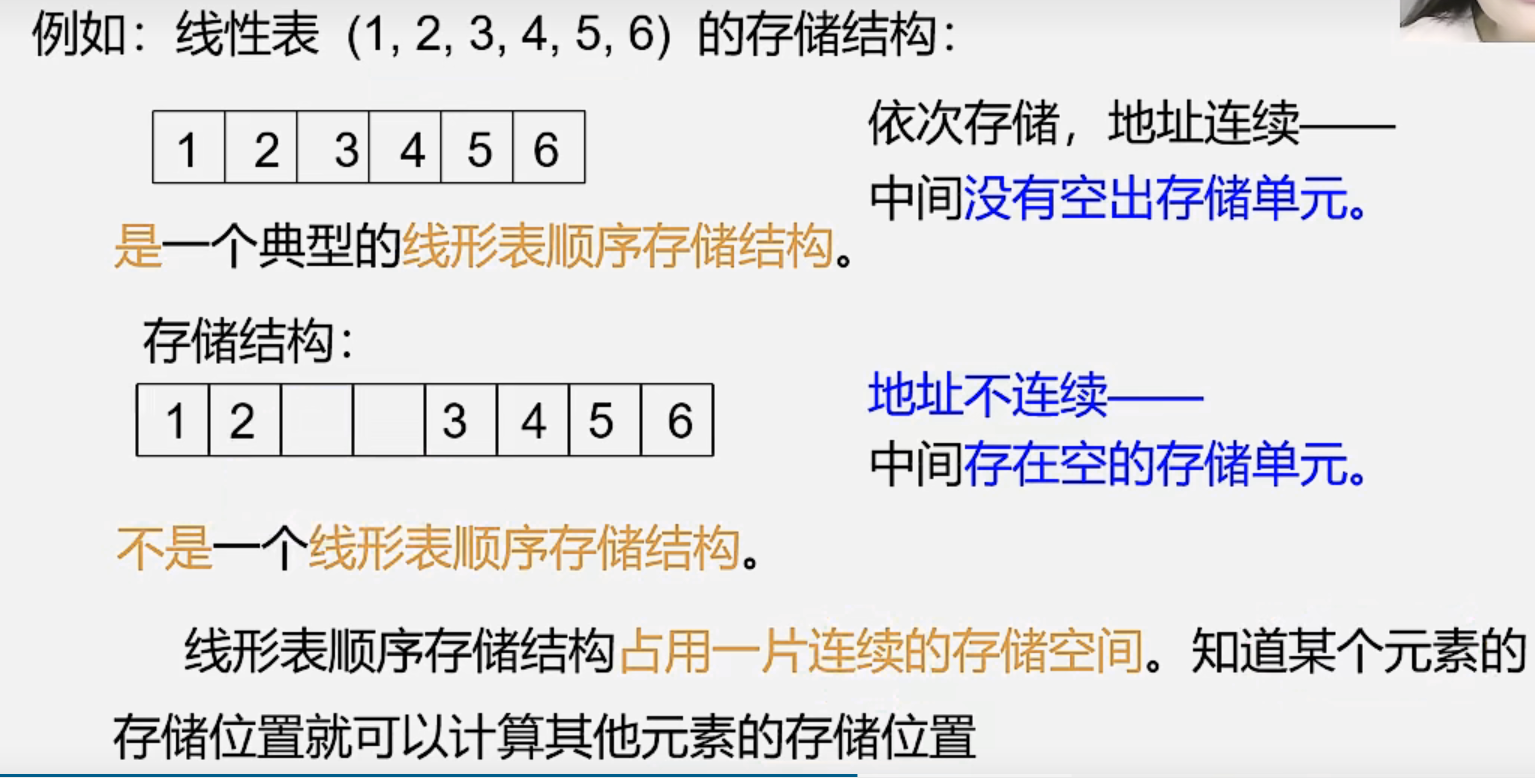 例如：线性表（1, 2, 3, 4, 5, 6）的存储结构：
1 2 3 4 5 6
依次存储，地址连续——
中间没有空出存储单元。
是一个典型的线形表顺序存储结构。
存储结构：
1 2 3 4 5 6
地址不连续——
中间存在空的存储单元。
不是一个线形表顺序存储结构。
线形表顺序存储结构占用一片连续的存储空间。知道某个元素的
存储位置就可以计算其他元素的存储位置